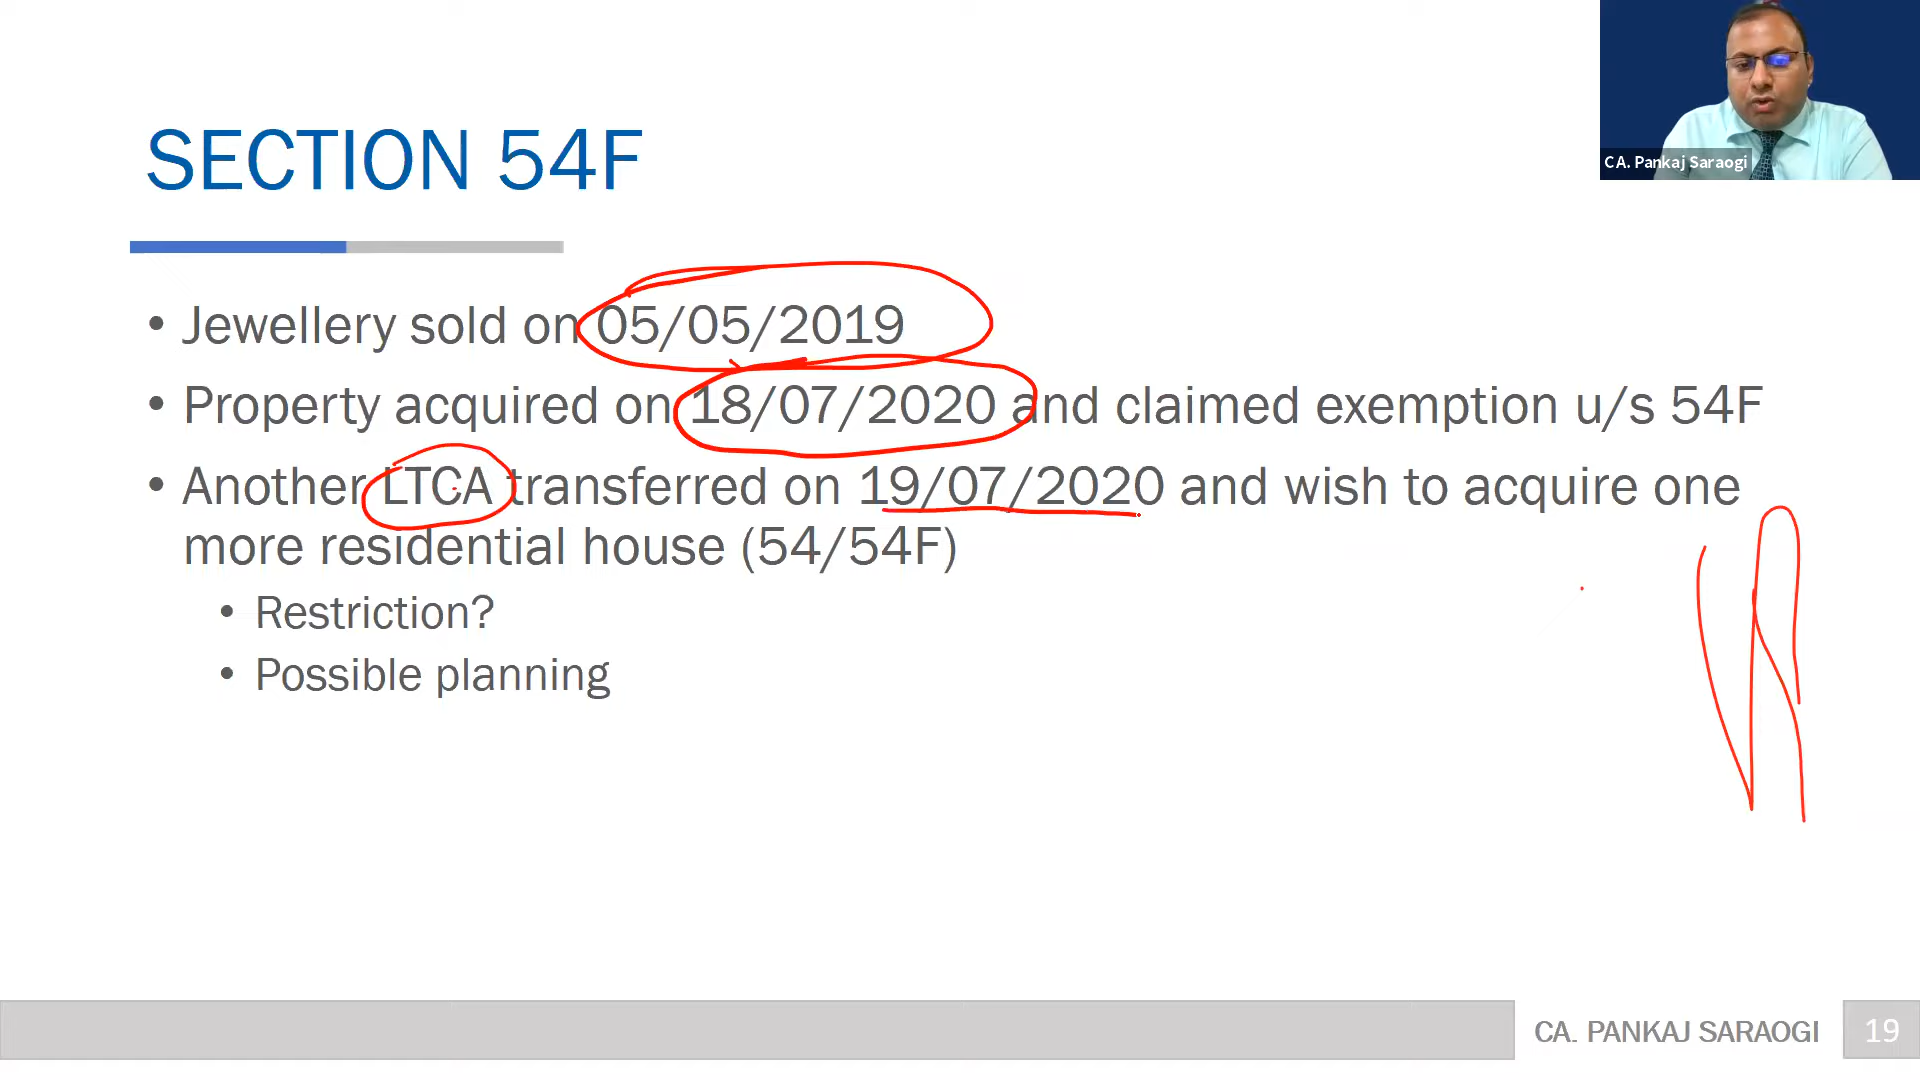 SECTION 54F
CA. Pankaj Saraogi
• Jewellery sold on 05/05/2019
• Property acquired on 18/07/2020 and claimed exemption u/s 54F
• Another LTCA transferred on 19/07/2020 and wish to acquire one
more residential house (54/54F)
• Restriction?
• Possible planning
CA. PANKAJ SARAOGI
19